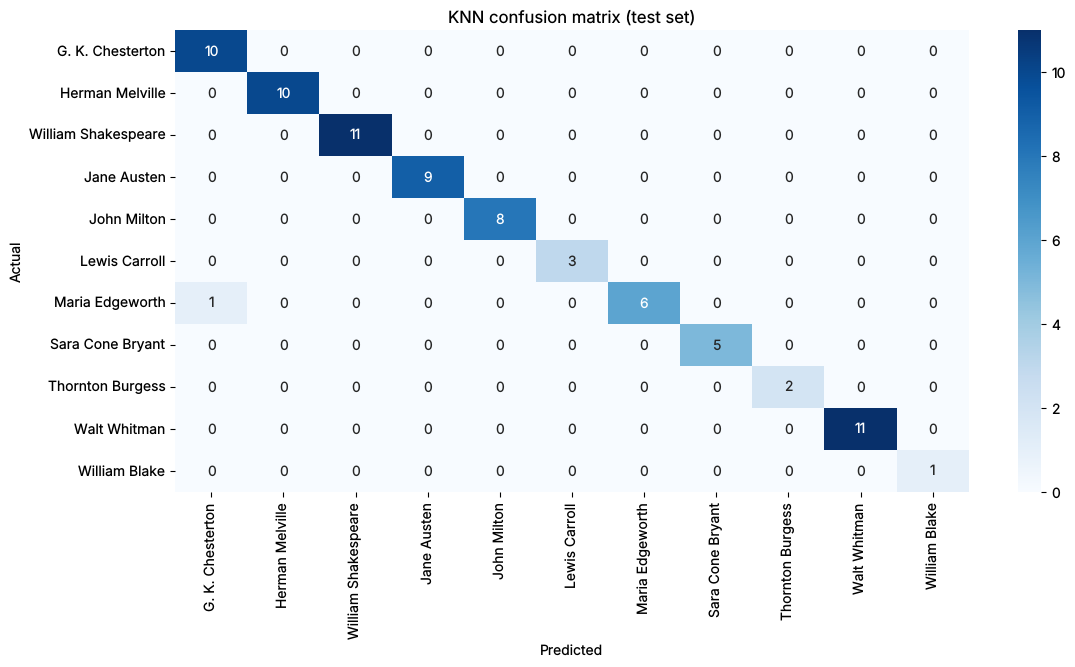 KNN confusion matrix (test set)
G. K. Chesterton 10 0 0 0 0 0 0 0 0 0 0
Herman Melville 0 10 0 0 0 0 0 0 0 0 0
William Shakespeare 0 0 11 0 0 0 0 0 0 0 0
Jane Austen 0 0 0 9 0 0 0 0 0 0 0
John Milton 0 0 0 0 8 0 0 0 0 0 0
Lewis Carroll 0 0 0 0 0 3 0 0 0 0 0
Maria Edgeworth 1 0 0 0 0 0 6 0 0 0 0
Sara Cone Bryant 0 0 0 0 0 0 0 5 0 0 0
Thornton Burgess 0 0 0 0 0 0 0 0 2 0 0
Walt Whitman 0 0 0 0 0 0 0 0 0 11 0
William Blake 0 0 0 0 0 0 0 0 0 0 1
Actual
G. K. Chesterton
Herman Melville
William Shakespeare
Jane Austen
John Milton
Lewis Carroll
Maria Edgeworth
Sara Cone Bryant
Thornton Burgess
Walt Whitman
William Blake
Predicted
10
8
6
4
2
0